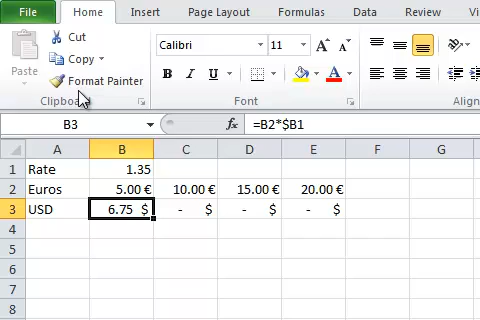 File Home Insert Page Layout Formulas Data Review
Paste
Cut
Copy
Format Painter
Clipboard
Calibri 11 A A
B I U A
Font
Align
B3 fx =B2*$B1
A B C D E F G
1 Rate 1.35
2 Euros 5.00 € 10.00 € 15.00 € 20.00 €
3 USD 6.75 $ - $ - $ - $
4
5
6
7
8